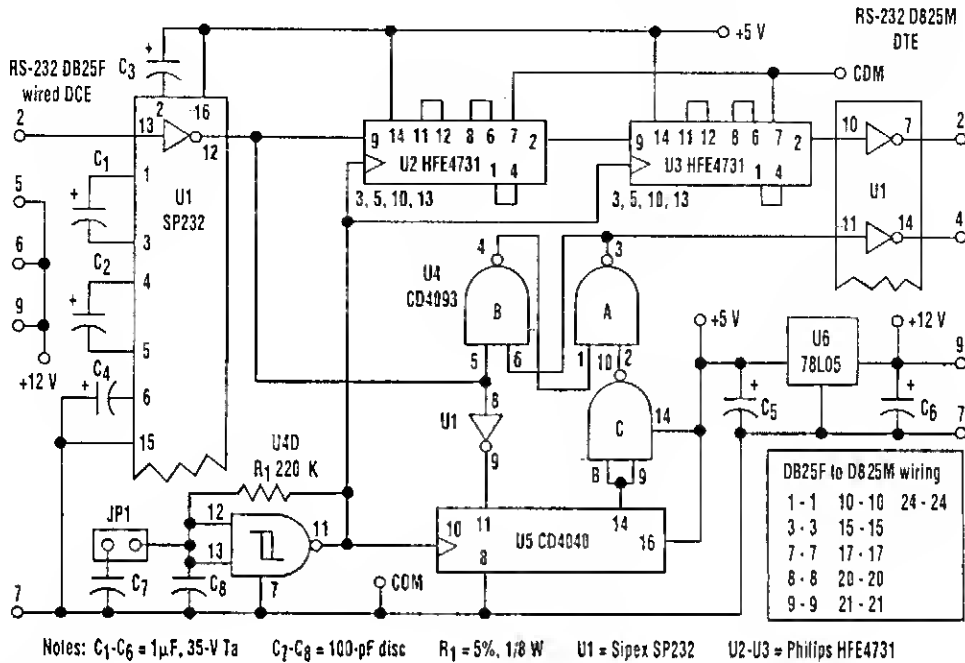 RS-232 DB25F
wired DCE
RS-232 D825M
DTE
+5 V
COM
C3
+
2
16
2
13
12
C1
+
1
U1
SP232
3
C2
+
4
5
5
6
9
+12 V
C4
+
6
15
9
14
11
12
8
6
7
2
U2 HFE4731
1
4
3, 5, 10, 13
9
14
11
12
8
6
7
2
U3 HFE4731
1
4
3, 5, 10, 13
10
7
2
U1
11
14
4
4
U4
CD4093
B
5
6
3
A
1
10
2
C
14
B
9
8
U1
9
+5 V
U6
78L05
+12 V
9
+
C5
+
C6
7
U4D
R1 220 K
12
11
13
7
JP1
C7
C8
7
10
11
8
14
16
U5 CD4040
COM
DB25F to D825M wiring
1 - 1 10 - 10 24 - 24
3 - 3 15 - 15
7 - 7 17 - 17
8 - 8 20 - 20
9 - 9 21 - 21
Notes: C1-C6 = 1µF, 35-V Ta C2-C8 = 100-pF disc R1 = 5%, 1/8 W U1 = Sipex SP232 U2-U3 = Philips HFE4731